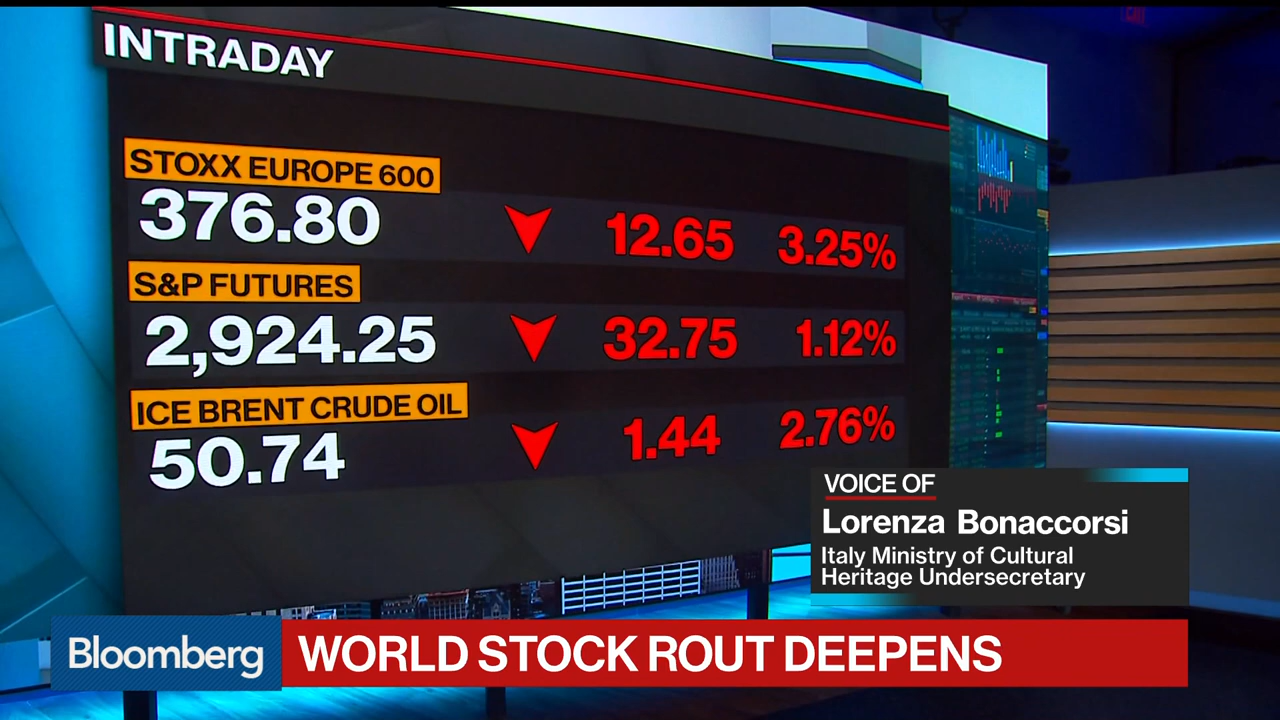 INTRADAY
STOXX EUROPE 600
376.80 12.65 3.25%
S&P FUTURES
2,924.25 32.75 1.12%
ICE BRENT CRUDE OIL
50.74 1.44 2.76%
VOICE OF
Lorenza Bonaccorsi
Italy Ministry of Cultural
Heritage Undersecretary
Bloomberg WORLD STOCK ROUT DEEPENS